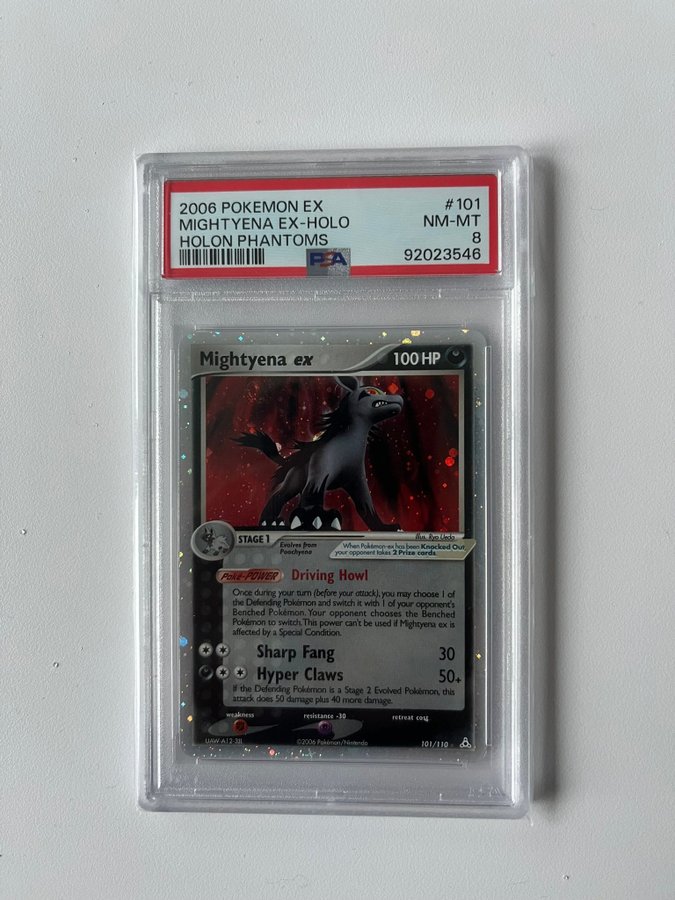 2006 POKEMON EX #101
MIGHTYENA EX-HOLO NM-MT
HOLON PHANTOMS 8
PSA 92023546
Mightyena ex 100 HP
Illus. Ryo Ueda
STAGE 1
Evolves from
Poochyena
When Pokémon-ex has been Knocked Out,
your opponent takes 2 Prize cards.
Poké-POWER Driving Howl
Once during your turn (before your attack), you may choose 1 of
the Defending Pokémon and switch it with 1 of your opponent's
Benched Pokémon. Your opponent chooses the Benched
Pokémon to switch. This power can't be used if Mightyena ex is
affected by a Special Condition.
Sharp Fang 30
Hyper Claws 50+
If the Defending Pokémon is a Stage 2 Evolved Pokémon, this
attack does 50 damage plus 40 more damage.
weakness resistance -30 retreat cost
©2006 Pokémon/Nintendo 101/110